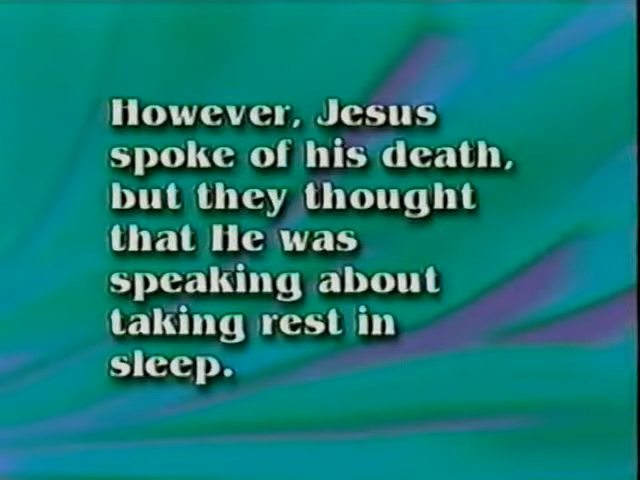 However, Jesus
spoke of his death,
but they thought
that He was
speaking about
taking rest in
sleep.